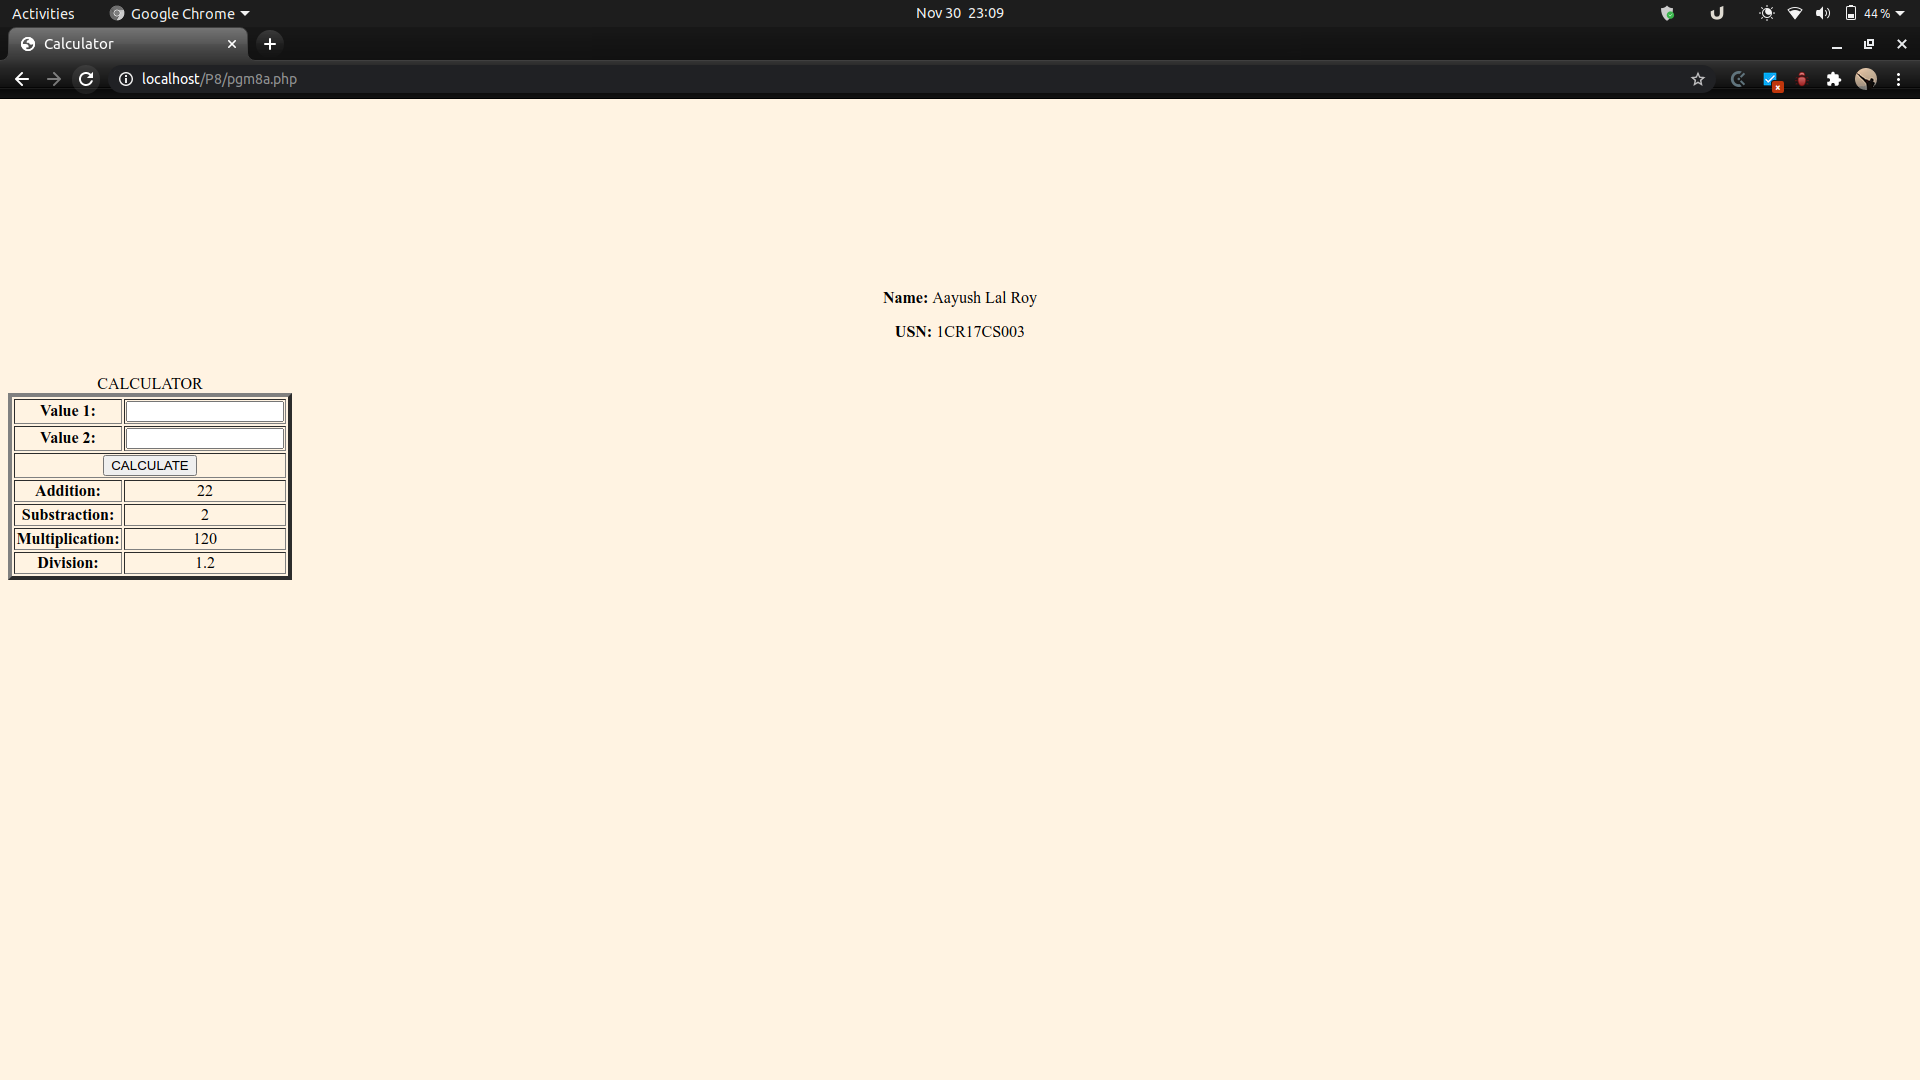 Activities Google Chrome Nov 30 23:09 44 %
Calculator
localhost/P8/pgm8a.php
Name: Aayush Lal Roy
USN: 1CR17CS003
CALCULATOR
Value 1:
Value 2:
CALCULATE
Addition: 22
Substraction: 2
Multiplication: 120
Division: 1.2